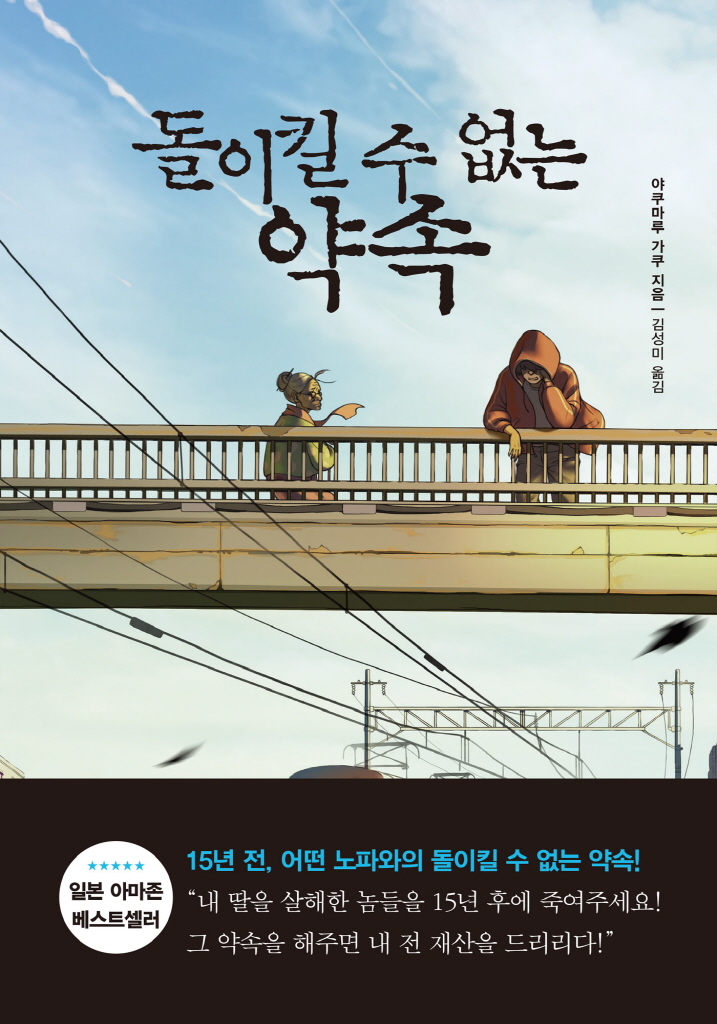 돌이킬 수 없는
약속
야쿠마루 가쿠 지음 | 김성미 옮김
★★★★★
일본 아마존
베스트셀러
15년 전, 어떤 노파와의 돌이킬 수 없는 약속!
“내 딸을 살해한 놈들을 15년 후에 죽여주세요!
그 약속을 해주면 내 전 재산을 드리리다!”